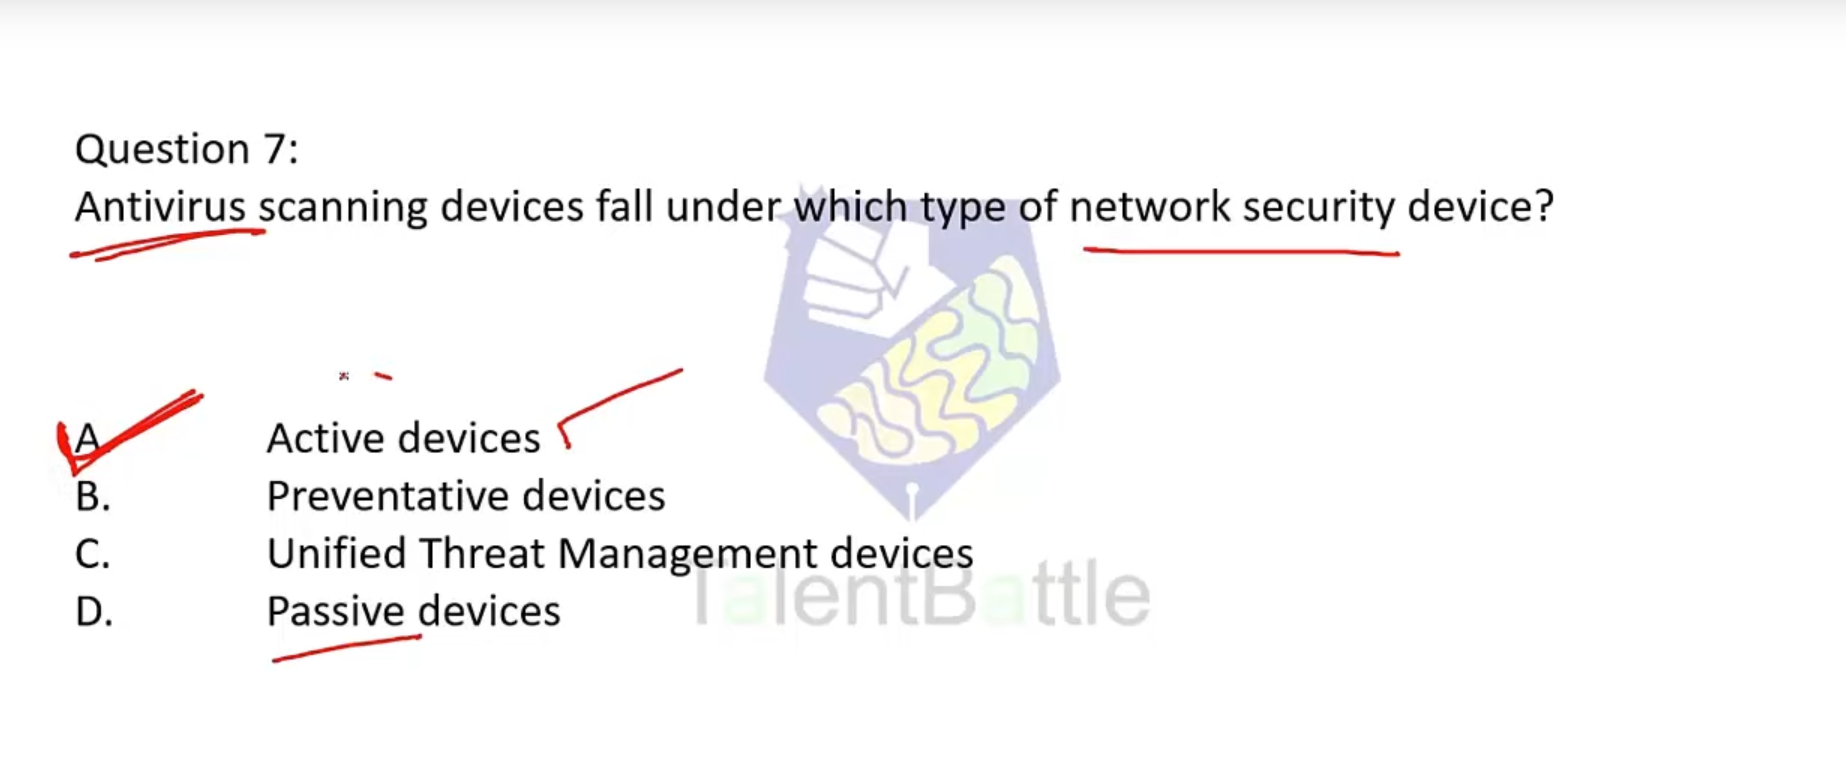 Question 7:
Antivirus scanning devices fall under which type of network security device?
A. Active devices
B. Preventative devices
C. Unified Threat Management devices
D. Passive devices
TalentBattle